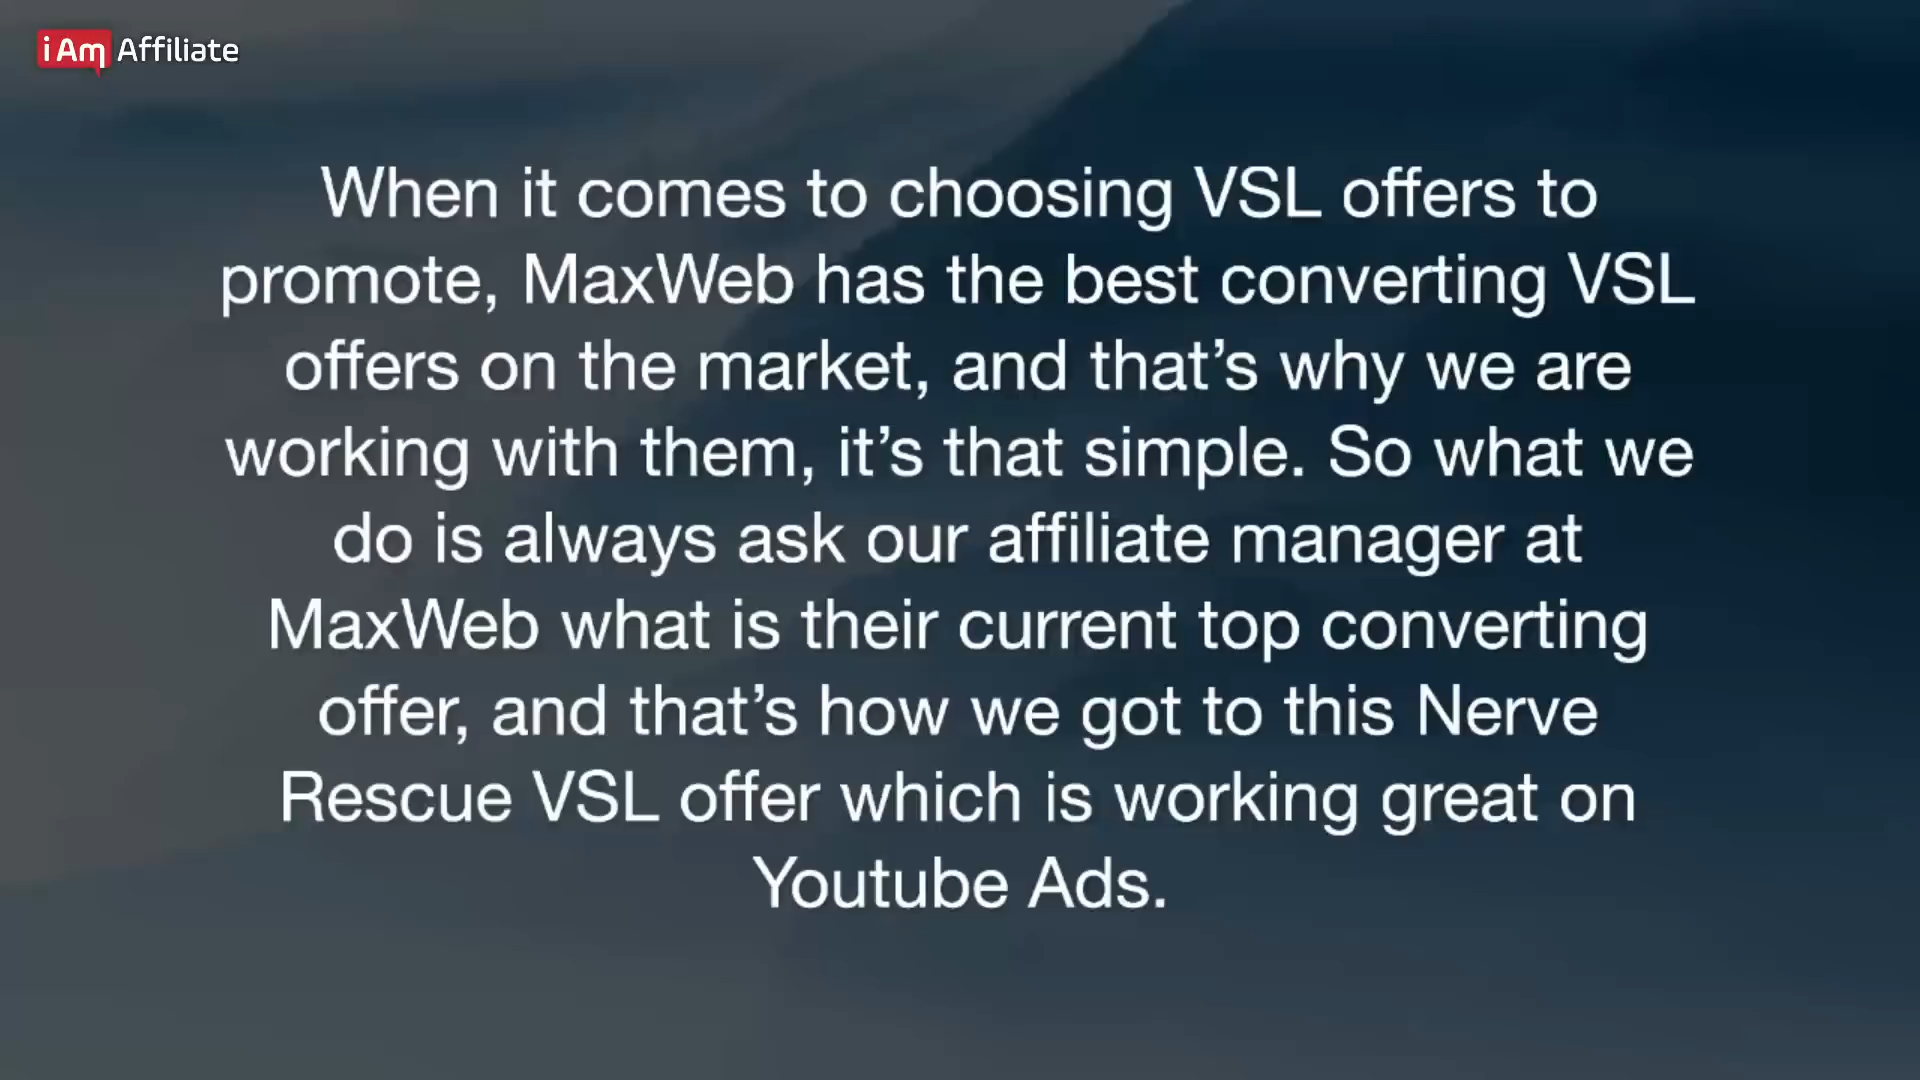 i Am Affiliate
When it comes to choosing VSL offers to
promote, MaxWeb has the best converting VSL
offers on the market, and that’s why we are
working with them, it’s that simple. So what we
do is always ask our affiliate manager at
MaxWeb what is their current top converting
offer, and that’s how we got to this Nerve
Rescue VSL offer which is working great on
Youtube Ads.